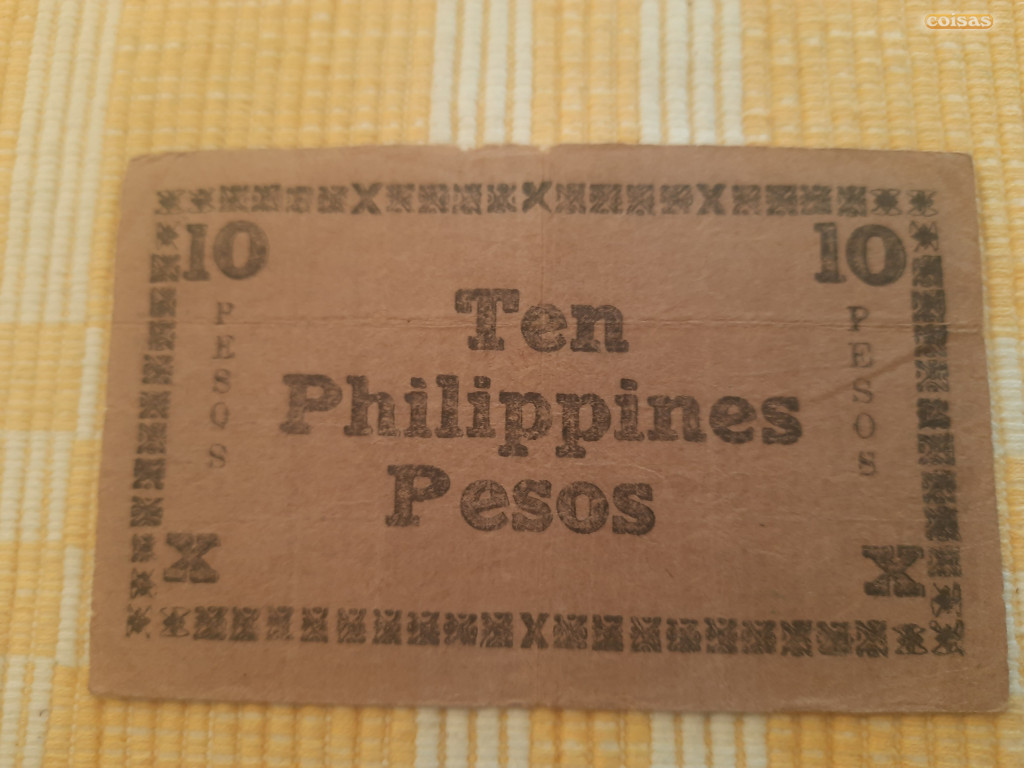 coisas
X X X
10 10
PESOS PESOS
Ten
Philippines
Pesos
X X
X